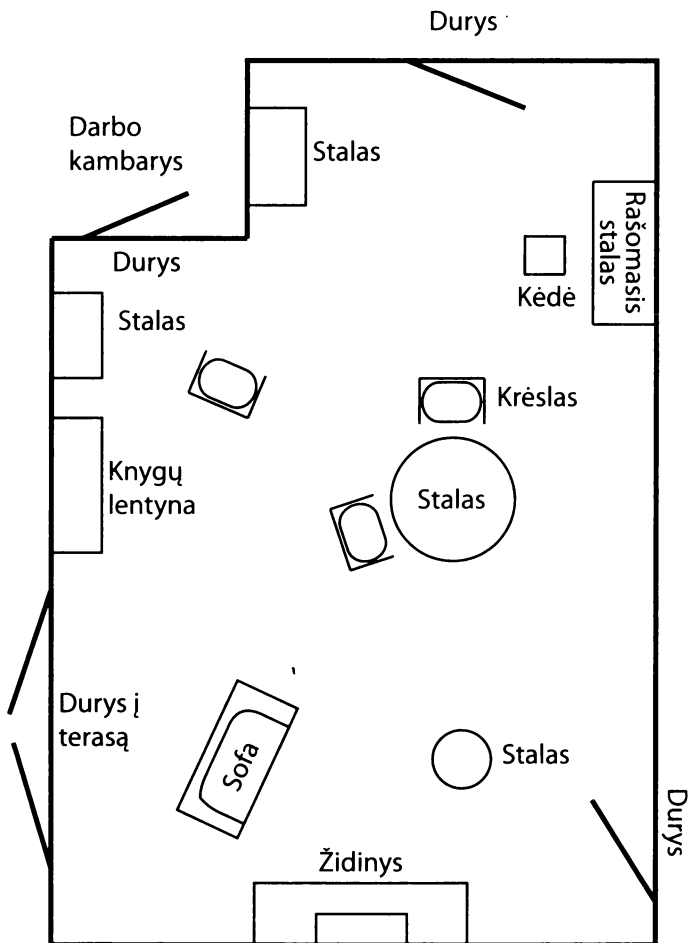 Durys
Darbo
kambarys
Stalas
Durys
Rašomasis
stalas
Kėdė
Stalas
Krėslas
Knygų
lentyna
Stalas
Durys į
terasą
Sofa
Stalas
Durys
Židinys